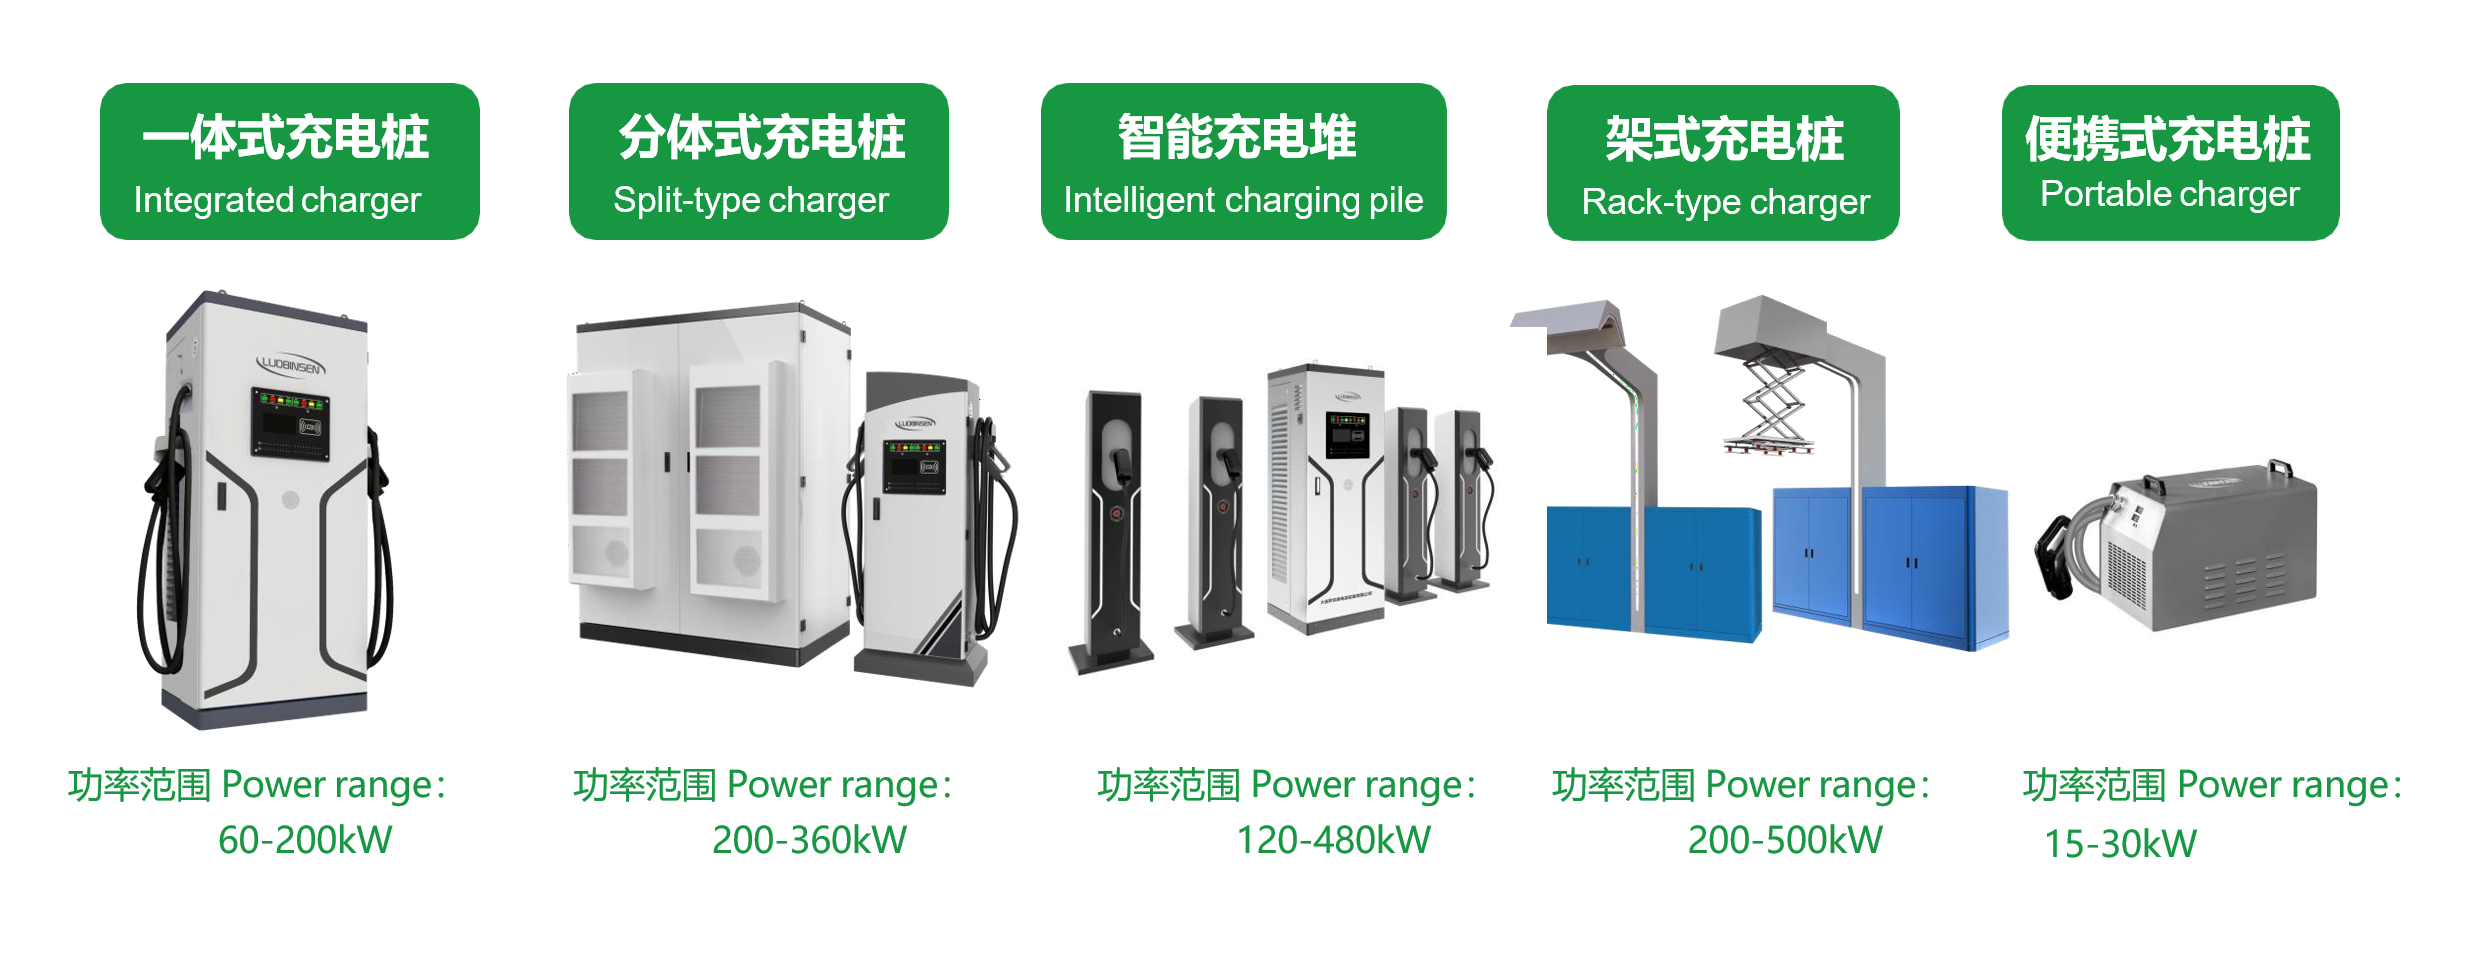 一体式充电桩
Integrated charger
分体式充电桩
Split-type charger
智能充电堆
Intelligent charging pile
架式充电桩
Rack-type charger
便携式充电桩
Portable charger
LUOBINSEN
LUOBINSEN
LUOBINSEN
LUOBINSEN
功率范围 Power range：
60-200kW
功率范围 Power range：
200-360kW
功率范围 Power range：
120-480kW
功率范围 Power range：
200-500kW
功率范围 Power range：
15-30kW